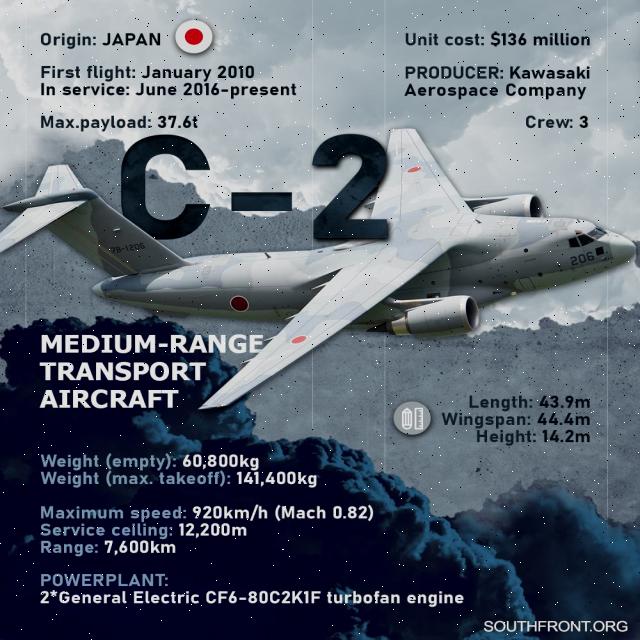 Origin: JAPAN
Unit cost: $136 million
First flight: January 2010
In service: June 2016-present
PRODUCER: Kawasaki
Aerospace Company
Max.payload: 37.6t
Crew: 3
C-2
78-1206
206
MEDIUM-RANGE
TRANSPORT
AIRCRAFT
Length: 43.9m
Wingspan: 44.4m
Height: 14.2m
Weight (empty): 60,800kg
Weight (max. takeoff): 141,400kg
Maximum speed: 920km/h (Mach 0.82)
Service ceiling: 12,200m
Range: 7,600km
POWERPLANT:
2*General Electric CF6-80C2K1F turbofan engine
SOUTHFRONT.ORG